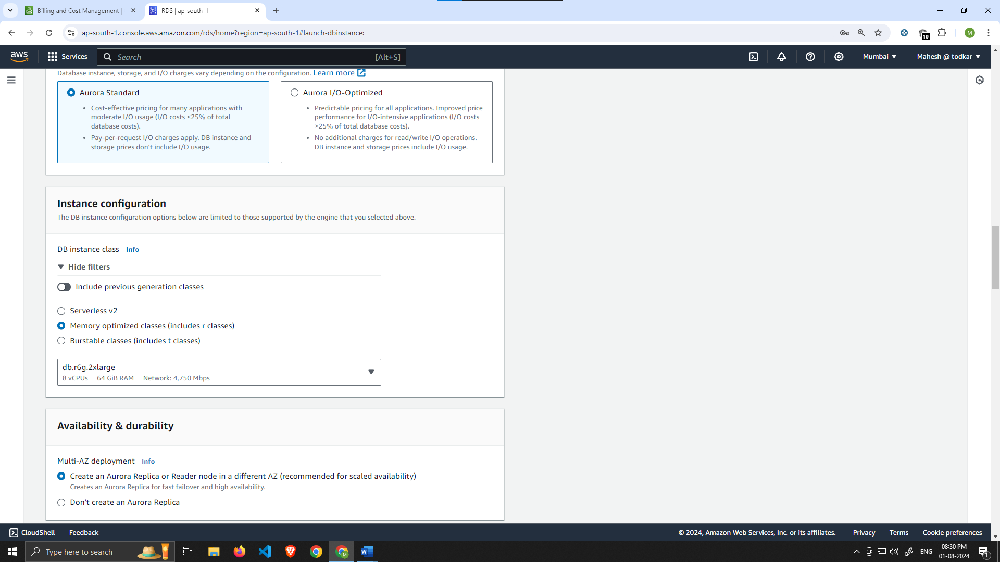 Billing and Cost Management |
RDS | ap-south-1
ap-south-1.console.aws.amazon.com/rds/home?region=ap-south-1#launch-dbinstance:
10
M
aws
Services
Search
[Alt+S]
Mumbai
Mahesh @ todkar
Database instance, storage, and I/O charges vary depending on the configuration. Learn more
Aurora Standard
Cost-effective pricing for many applications with
moderate I/O usage (I/O costs <25% of total
database costs).
Pay-per-request I/O charges apply. DB instance and
storage prices don't include I/O usage.
Aurora I/O-Optimized
Predictable pricing for all applications. Improved price
performance for I/O-intensive applications (I/O costs
>25% of total database costs).
No additional charges for read/write I/O operations.
DB instance and storage prices include I/O usage.
Instance configuration
The DB instance configuration options below are limited to those supported by the engine that you selected above.
DB instance class Info
Hide filters
Include previous generation classes
Serverless v2
Memory optimized classes (includes r classes)
Burstable classes (includes t classes)
db.r6g.2xlarge
8 vCPUs 64 GiB RAM Network: 4,750 Mbps
Availability & durability
Multi-AZ deployment Info
Create an Aurora Replica or Reader node in a different AZ (recommended for scaled availability)
Creates an Aurora Replica for fast failover and high availability.
Don't create an Aurora Replica
CloudShell
Feedback
© 2024, Amazon Web Services, Inc. or its affiliates.
Privacy
Terms
Cookie preferences
Type here to search
M
W
ENG
08:30 PM
01-08-2024
1